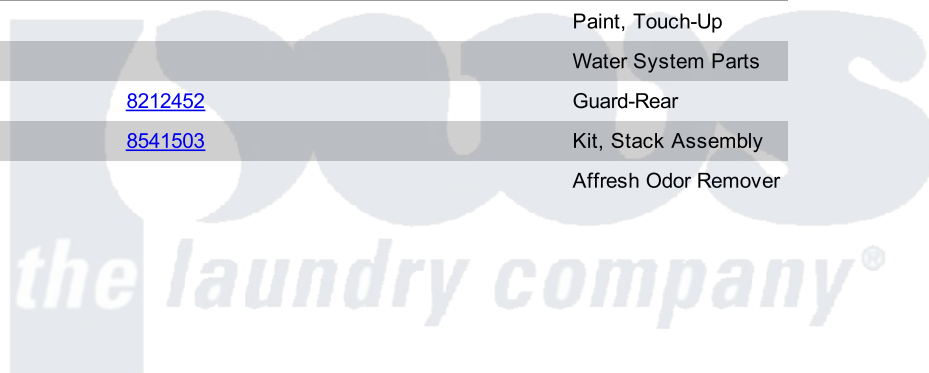 Paint, Touch-Up
Water System Parts
8212452 Guard-Rear
8541503 Kit, Stack Assembly
Affresh Odor Remover
pws
the laundry company®